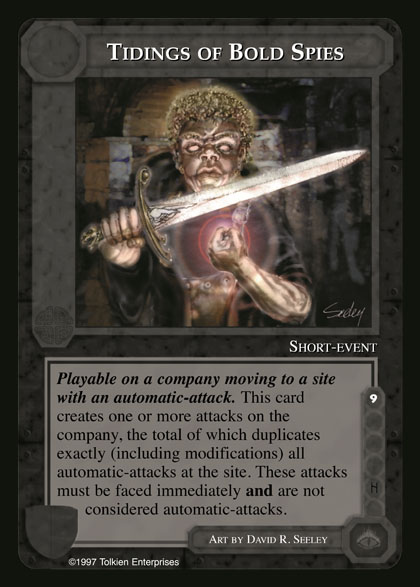 Tidings of Bold Spies
Seeley
Short-event
Playable on a company moving to a site
with an automatic-attack. This card
creates one or more attacks on the
company, the total of which duplicates
exactly (including modifications) all
automatic-attacks at the site. These attacks
must be faced immediately and are not
considered automatic-attacks.
9
H
Art by David R. Seeley
©1997 Tolkien Enterprises